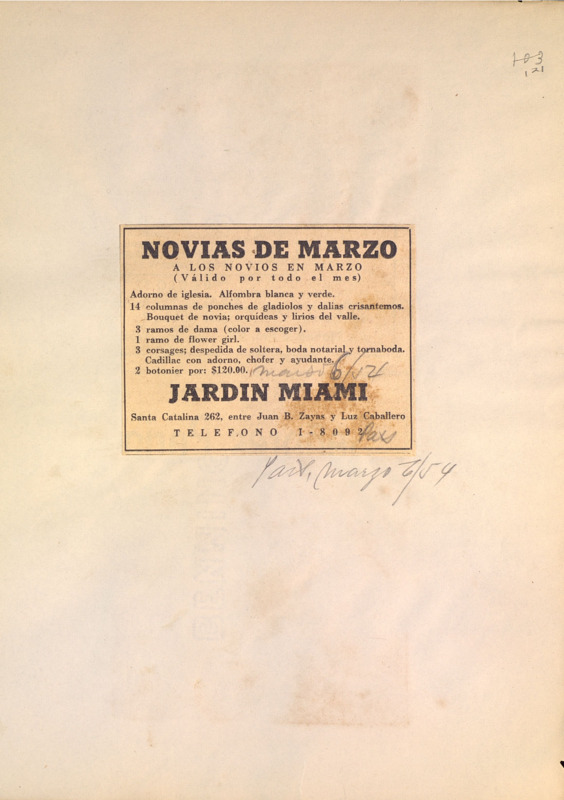 103
121
NOVIAS DE MARZO
A LOS NOVIOS EN MARZO
(Válido por todo el mes)
Adorno de iglesia. Alfombra blanca y verde.
14 columnas de ponches de gladiolos y dalias crisantemos.
Bouquet de novia; orquídeas y lirios del valle.
3 ramos de dama (color a escoger).
1 ramo de flower girl.
3 corsages; despedida de soltera, boda notarial y tornaboda.
Cadillac con adorno, chofer y ayudante.
2 botonier por: $120.00. marzo 6/54
JARDIN MIAMI
Santa Catalina 262, entre Juan B. Zayas y Luz Caballero
TELEFONO I-8092 País
País, marzo 6/54